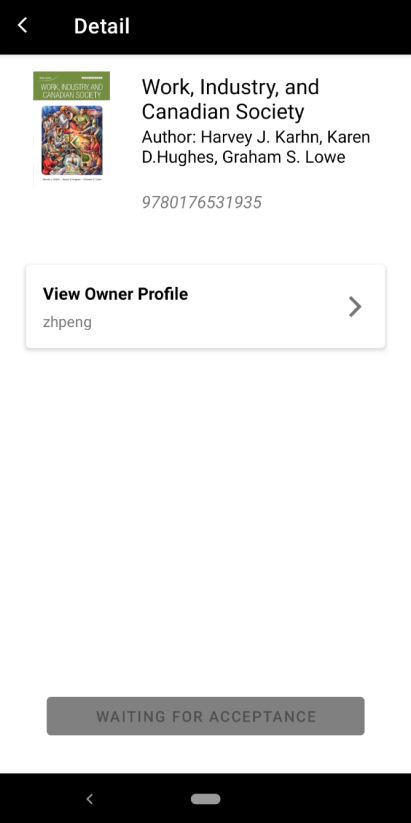 Detail
WORK, INDUSTRY, AND
CANADIAN SOCIETY
Work, Industry, and
Canadian Society
Author: Harvey J. Karhn, Karen
D.Hughes, Graham S. Lowe
9780176531935
View Owner Profile
zhpeng
WAITING FOR ACCEPTANCE